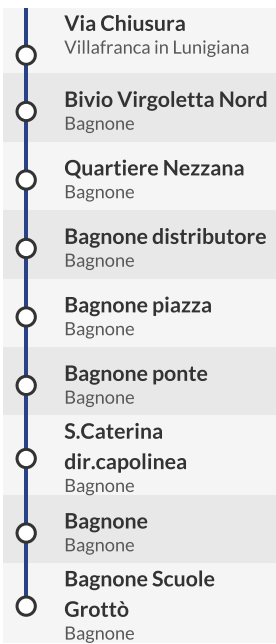 Via Chiusura
Villafranca in Lunigiana
Bivio Virgoletta Nord
Bagnone
Quartiere Nezzana
Bagnone
Bagnone distributore
Bagnone
Bagnone piazza
Bagnone
Bagnone ponte
Bagnone
S.Caterina
dir.capolinea
Bagnone
Bagnone
Bagnone
Bagnone Scuole
Grottò
Bagnone